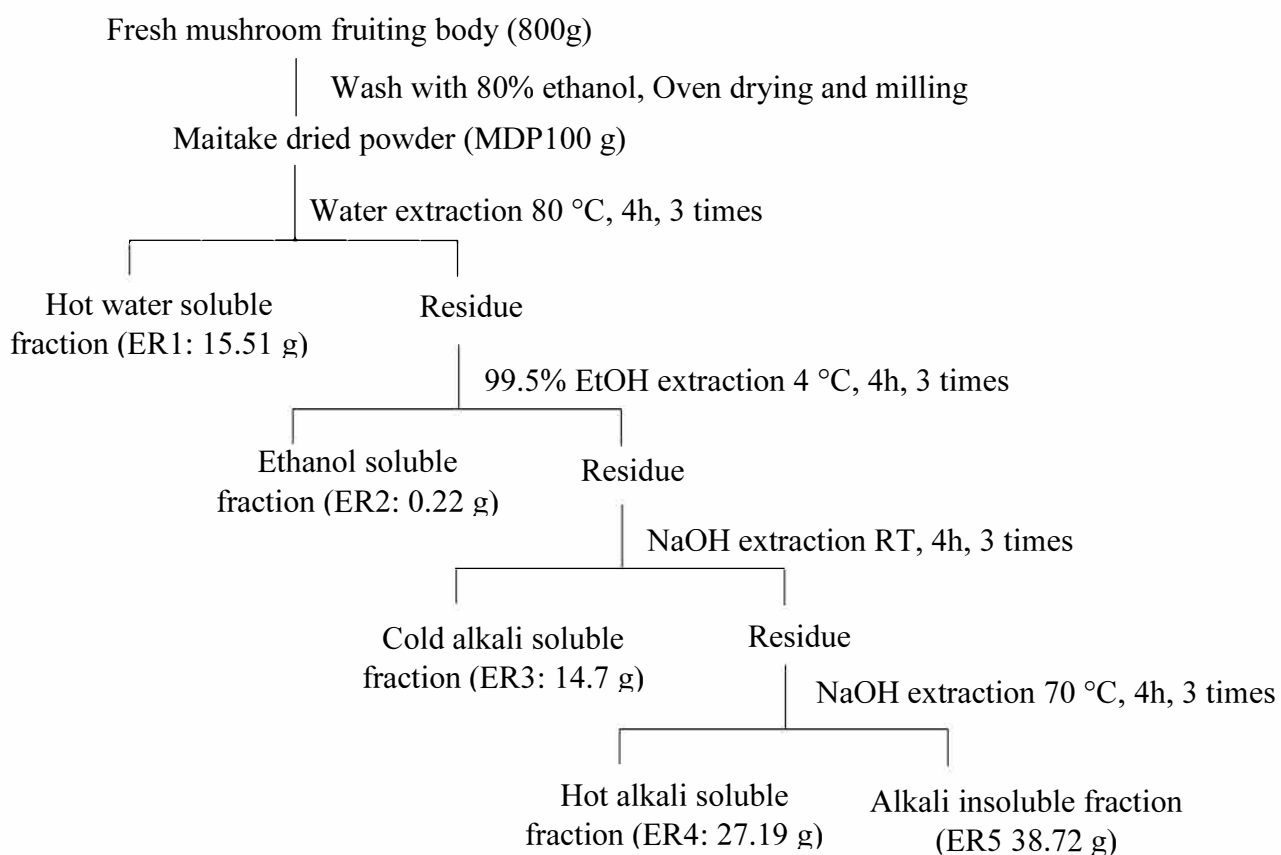 Fresh mushroom fruiting body (800g)
Wash with 80% ethanol, Oven drying and milling
Maitake dried powder (MDP100 g)
Water extraction 80 °C, 4h, 3 times
Hot water soluble
fraction (ER1: 15.51 g)
Residue
99.5% EtOH extraction 4 °C, 4h, 3 times
Ethanol soluble
fraction (ER2: 0.22 g)
Residue
NaOH extraction RT, 4h, 3 times
Cold alkali soluble
fraction (ER3: 14.7 g)
Residue
NaOH extraction 70 °C, 4h, 3 times
Hot alkali soluble
fraction (ER4: 27.19 g)
Alkali insoluble fraction
(ER5 38.72 g)